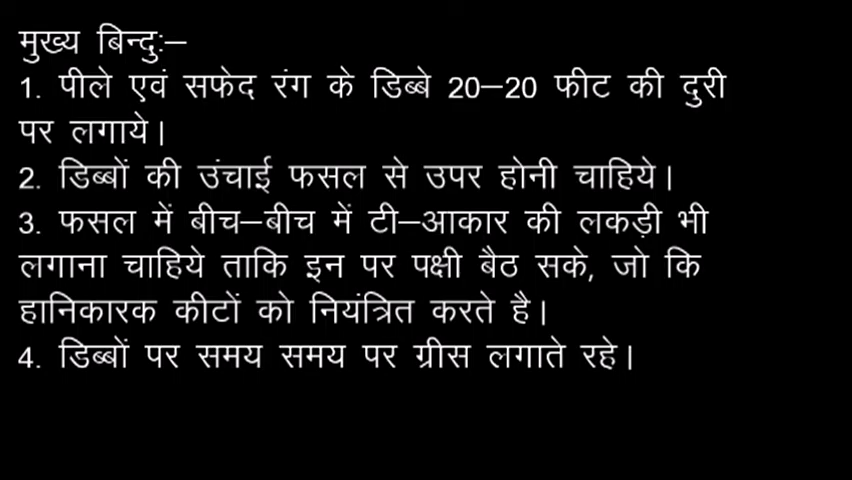 मुख्य बिन्दुः–
1. पीले एवं सफेद रंग के डिब्बे 20–20 फीट की दुरी
पर लगाये।
2. डिब्बों की उंचाई फसल से उपर होनी चाहिये।
3. फसल में बीच–बीच में टी–आकार की लकड़ी भी
लगाना चाहिये ताकि इन पर पक्षी बैठ सके, जो कि
हानिकारक कीटों को नियंत्रित करते है।
4. डिब्बों पर समय समय पर ग्रीस लगाते रहे।